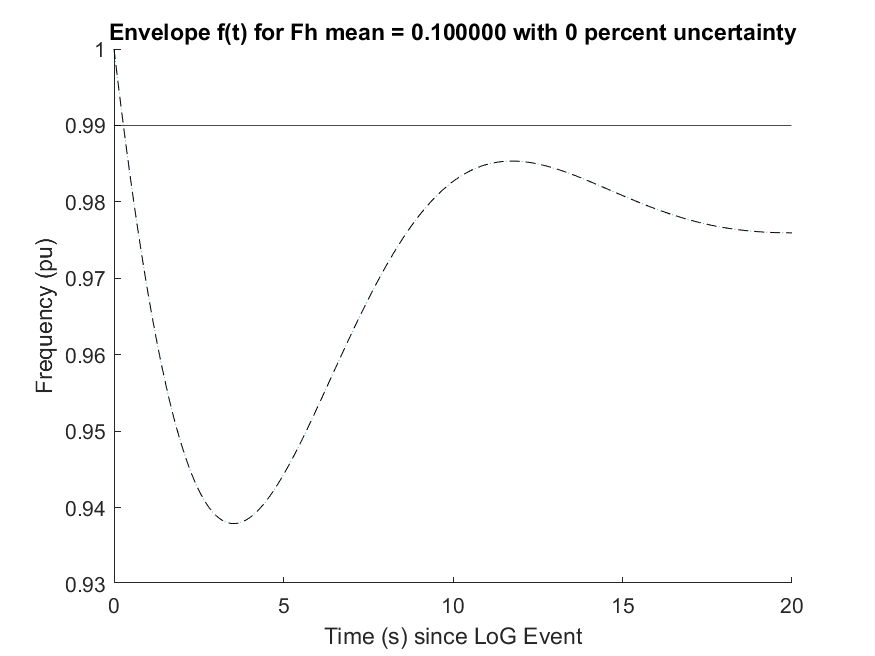 Envelope f(t) for Fh mean = 0.100000 with 0 percent uncertainty
1
0.99
0.98
0.97
0.96
0.95
0.94
0.93
Frequency (pu)
0 5 10 15 20
Time (s) since LoG Event